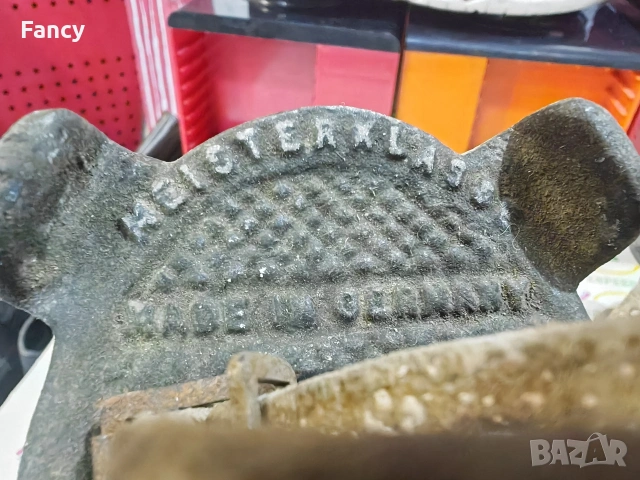 Fancy
MEISTERKLASSE
MADE IN GERMANY
BAZAR